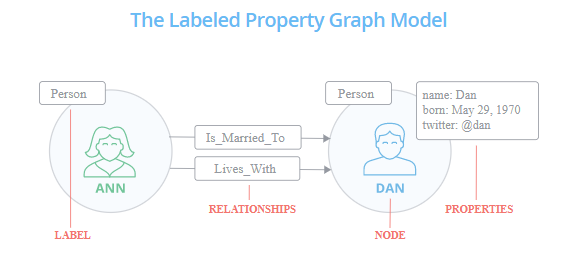 The Labeled Property Graph Model
Person
Person
name: Dan
born: May 29, 1970
twitter: @dan
Is_Married_To
Lives_With
ANN
DAN
RELATIONSHIPS
PROPERTIES
LABEL
NODE